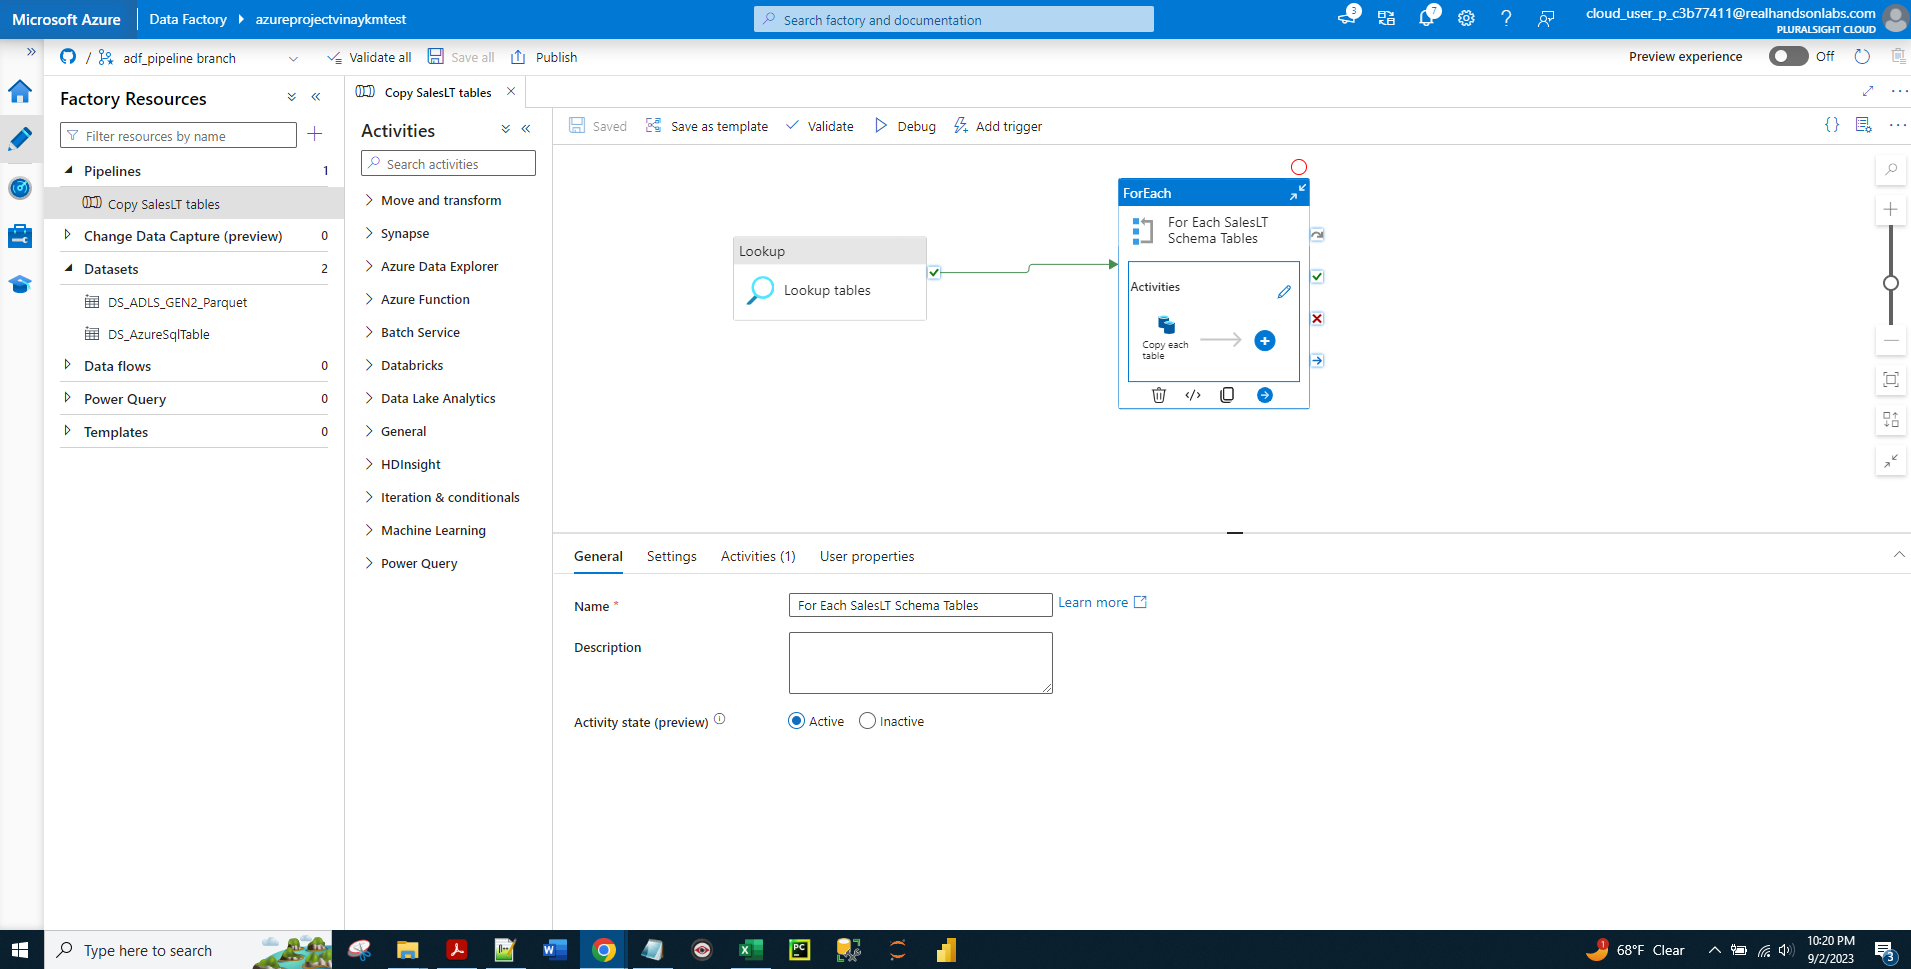 Microsoft Azure
Data Factory
azureprojectvinaykmtest
Search factory and documentation
3
7
?
cloud_user_p_c3b77411@realhandsonlabs.com
PLURALSIGHT CLOUD
/
adf_pipeline branch
Validate all
Save all
Publish
Preview experience
Off
Factory Resources
Filter resources by name
Pipelines 1
Copy SalesLT tables
Change Data Capture (preview) 0
Datasets 2
DS_ADLS_GEN2_Parquet
DS_AzureSqlTable
Data flows 0
Power Query 0
Templates 0
Copy SalesLT tables
Activities
Search activities
Move and transform
Synapse
Azure Data Explorer
Azure Function
Batch Service
Databricks
Data Lake Analytics
General
HDInsight
Iteration & conditionals
Machine Learning
Power Query
Saved
Save as template
Validate
Debug
Add trigger
{}
Lookup
Lookup tables
ForEach
For Each SalesLT
Schema Tables
Activities
Copy each
table
</>
General
Settings
Activities (1)
User properties
Name *
For Each SalesLT Schema Tables
Learn more
Description
Activity state (preview)
Active
Inactive
Type here to search
W
X
PC
1
68°F Clear
10:20 PM
9/2/2023
3